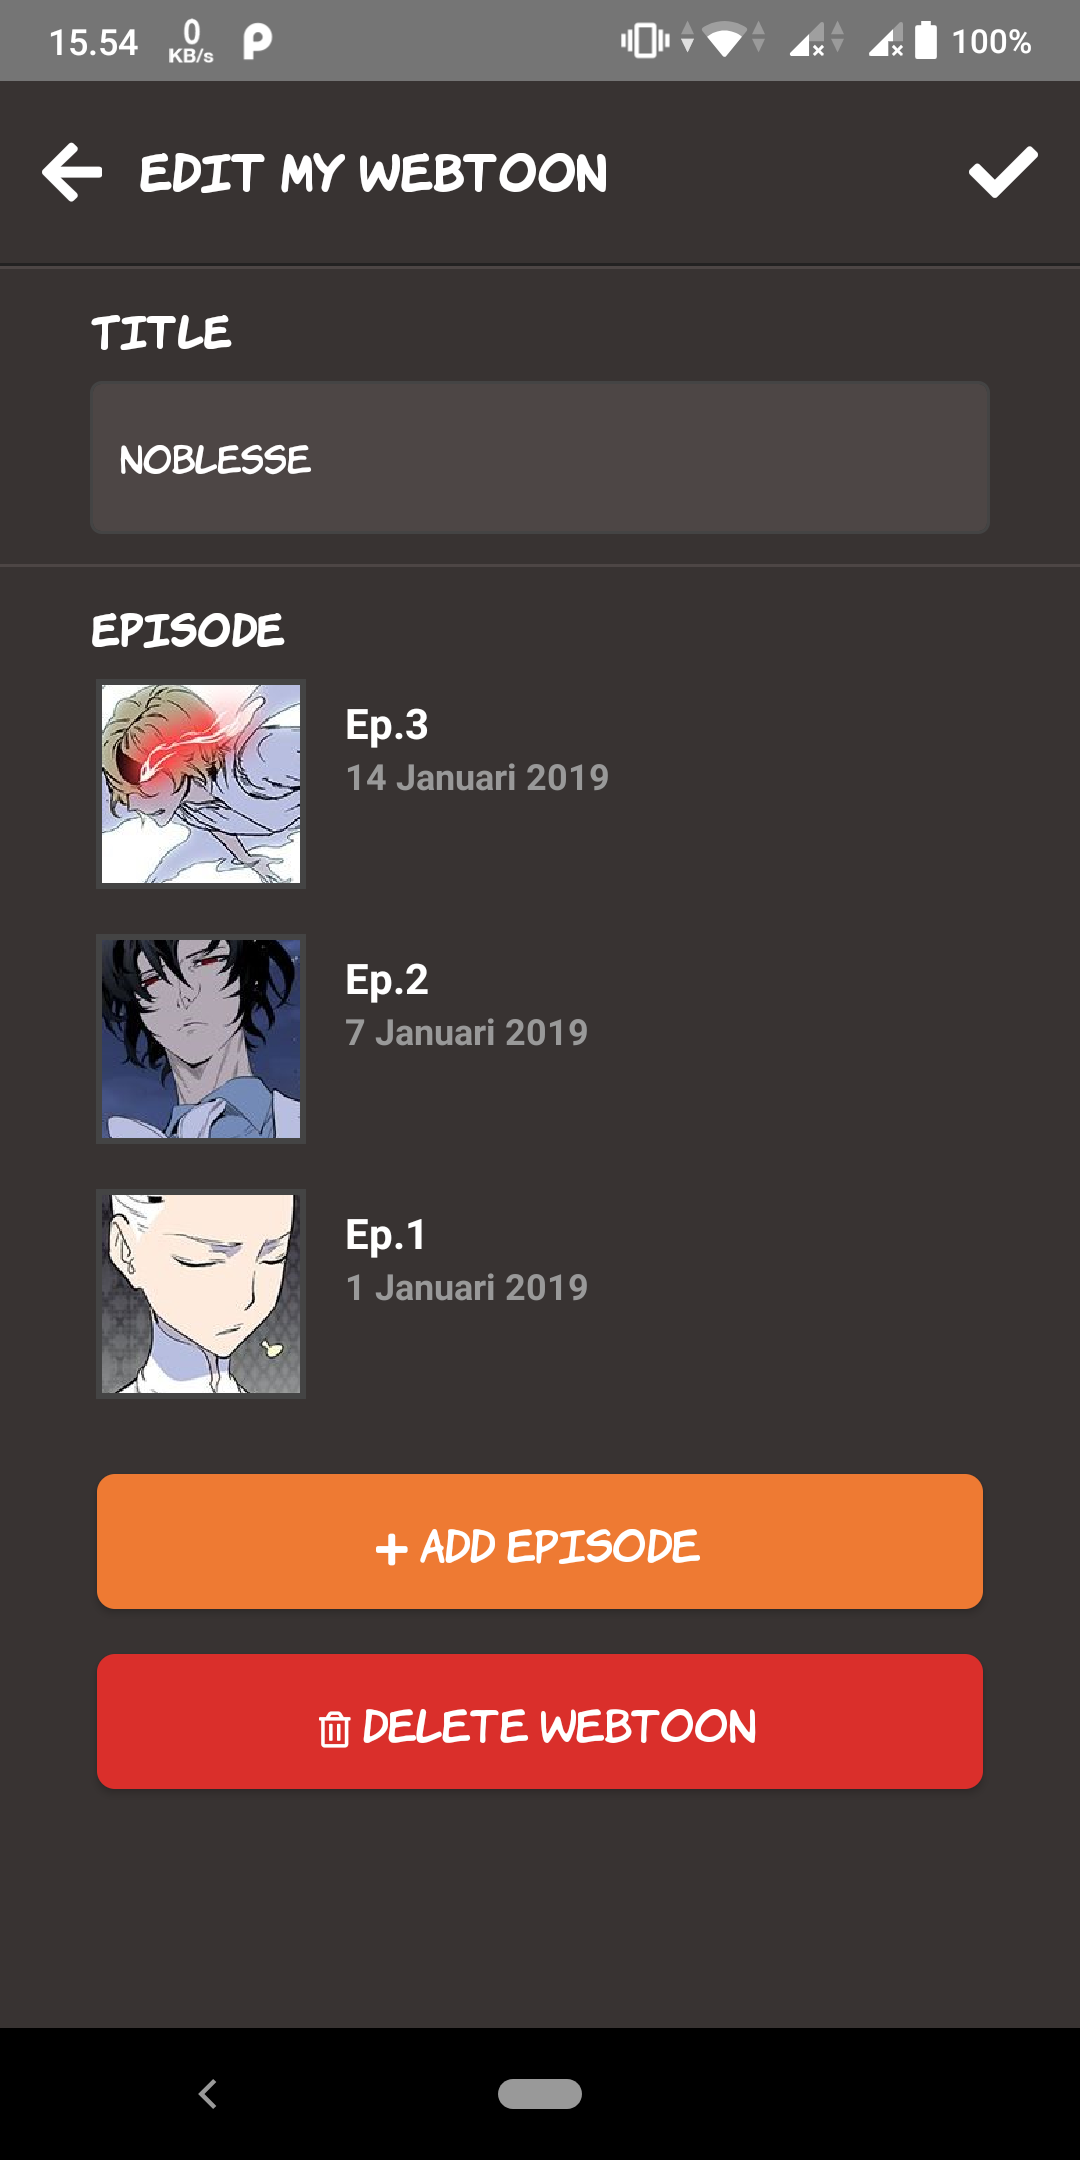 15.54 0 KB/s 100%
EDIT MY WEBTOON
TITLE
NOBLESSE
EPISODE
Ep.3
14 Januari 2019
Ep.2
7 Januari 2019
Ep.1
1 Januari 2019
+ ADD EPISODE
DELETE WEBTOON